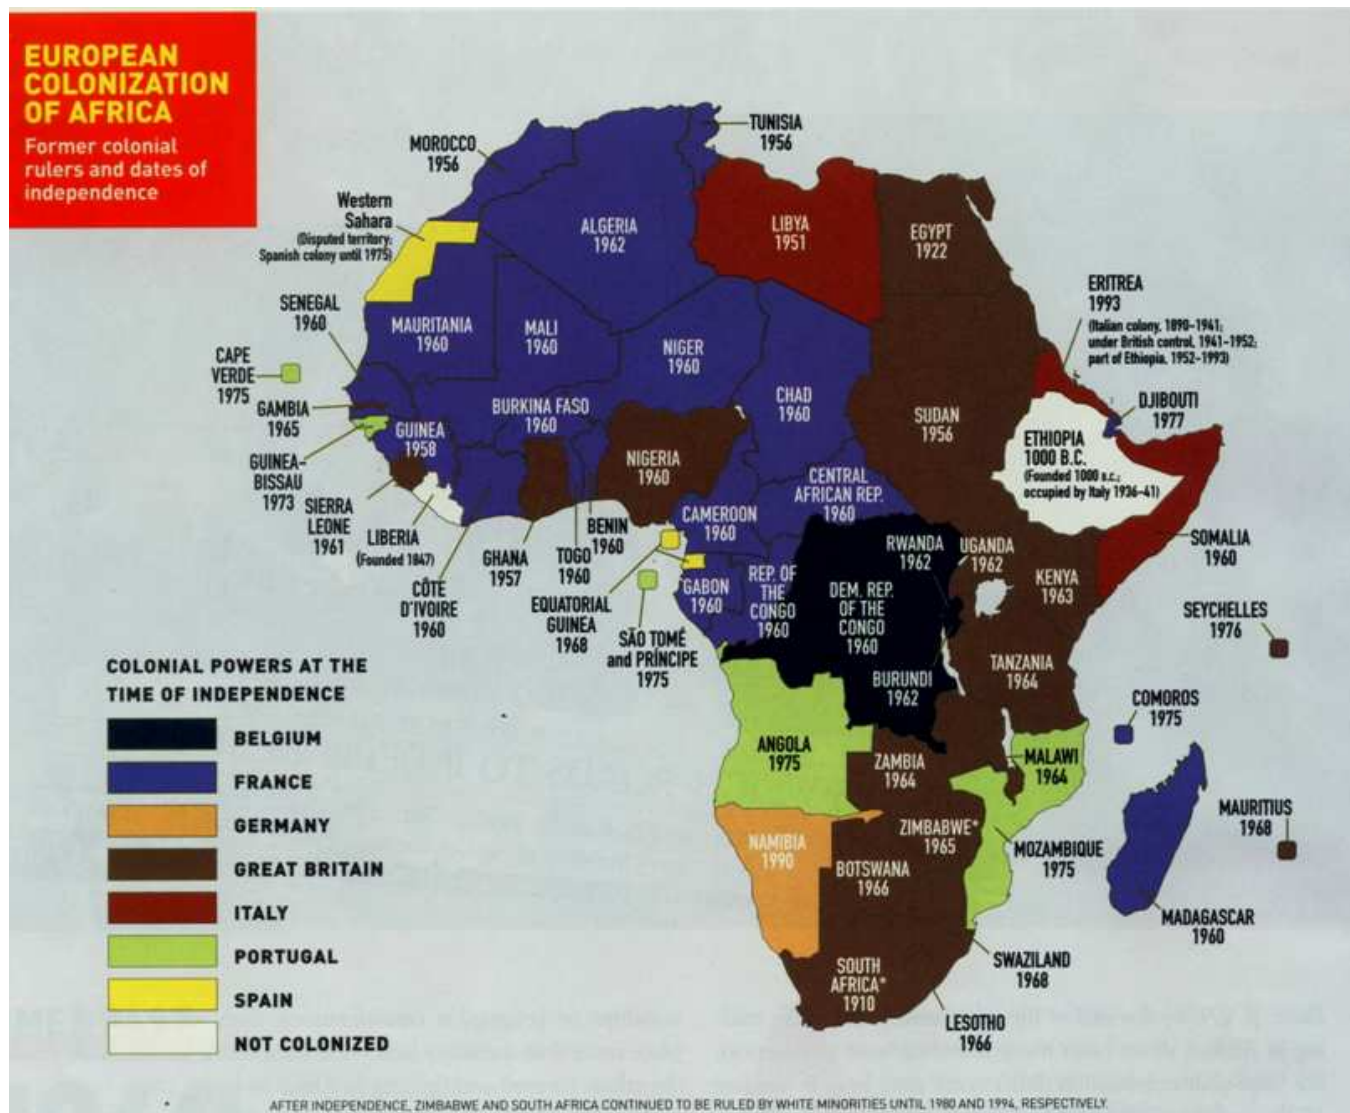 EUROPEAN
COLONIZATION
OF AFRICA
Former colonial
rulers and dates of
independence
MOROCCO
1956
TUNISIA
1956
Western
Sahara
(Disputed territory;
Spanish colony until 1975)
ALGERIA
1962
LIBYA
1951
EGYPT
1922
ERITREA
1993
(Italian colony, 1890–1941;
under British control, 1941–1952;
part of Ethiopia, 1952–1993)
SENEGAL
1960
MAURITANIA
1960
MALI
1960
NIGER
1960
CHAD
1960
SUDAN
1956
DJIBOUTI
1977
CAPE
VERDE
1975
GAMBIA
1965
BURKINA FASO
1960
GUINEA
1958
NIGERIA
1960
ETHIOPIA
1000 B.C.
(Founded 1000 B.C.;
occupied by Italy 1936–41)
GUINEA-
BISSAU
1973
SIERRA
LEONE
1961
LIBERIA
(Founded 1847)
CÔTE
D'IVOIRE
1960
GHANA
1957
TOGO
1960
BENIN
1960
CAMEROON
1960
CENTRAL
AFRICAN REP.
1960
EQUATORIAL
GUINEA
1968
SÃO TOMÉ
and PRÍNCIPE
1975
GABON
1960
REP. OF
THE
CONGO
1960
DEM. REP.
OF THE
CONGO
1960
RWANDA
1962
UGANDA
1962
KENYA
1963
SOMALIA
1960
SEYCHELLES
1976
BURUNDI
1962
TANZANIA
1964
COMOROS
1975
ANGOLA
1975
ZAMBIA
1964
MALAWI
1964
MAURITIUS
1968
NAMIBIA
1990
ZIMBABWE*
1965
BOTSWANA
1966
MOZAMBIQUE
1975
MADAGASCAR
1960
SWAZILAND
1968
SOUTH
AFRICA*
1910
LESOTHO
1966
COLONIAL POWERS AT THE
TIME OF INDEPENDENCE
BELGIUM
FRANCE
GERMANY
GREAT BRITAIN
ITALY
PORTUGAL
SPAIN
NOT COLONIZED
* AFTER INDEPENDENCE, ZIMBABWE AND SOUTH AFRICA CONTINUED TO BE RULED BY WHITE MINORITIES UNTIL 1980 AND 1994, RESPECTIVELY.